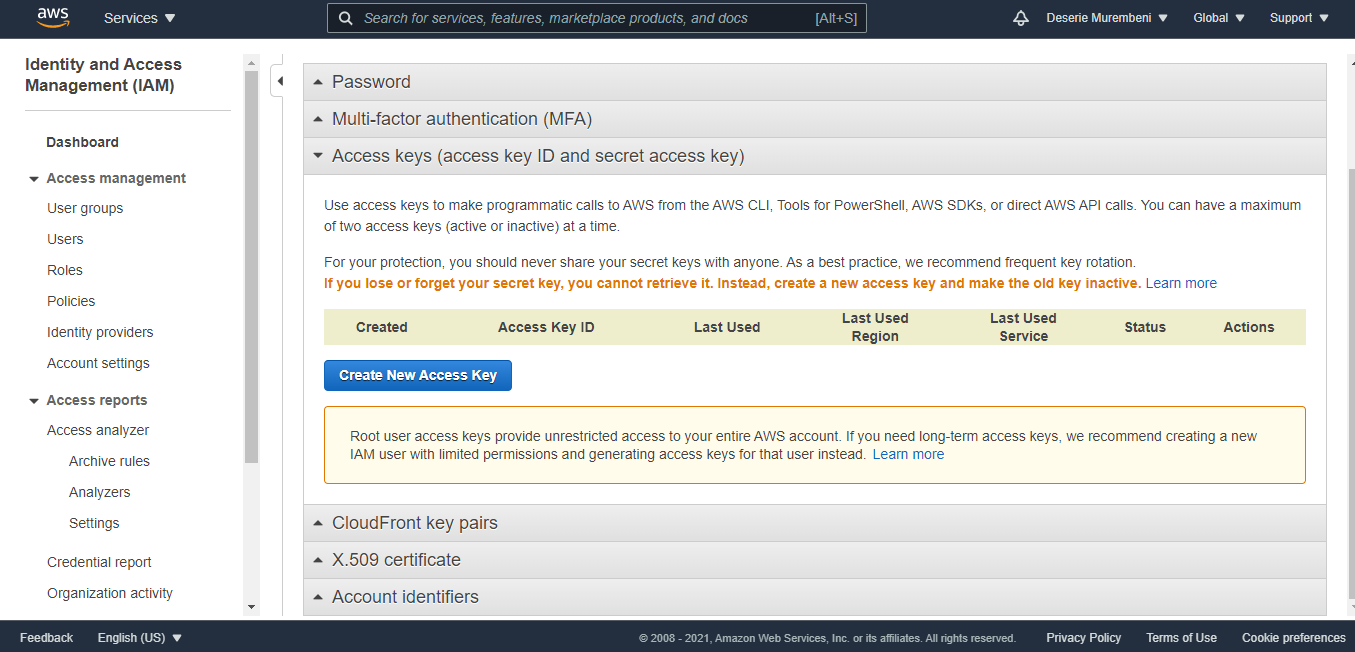 aws Services Search for services, features, marketplace products, and docs [Alt+S] Deserie Murembeni Global Support
Identity and Access
Management (IAM)
Dashboard
Access management
User groups
Users
Roles
Policies
Identity providers
Account settings
Access reports
Access analyzer
Archive rules
Analyzers
Settings
Credential report
Organization activity
Password
Multi-factor authentication (MFA)
Access keys (access key ID and secret access key)
Use access keys to make programmatic calls to AWS from the AWS CLI, Tools for PowerShell, AWS SDKs, or direct AWS API calls. You can have a maximum
of two access keys (active or inactive) at a time.
For your protection, you should never share your secret keys with anyone. As a best practice, we recommend frequent key rotation.
If you lose or forget your secret key, you cannot retrieve it. Instead, create a new access key and make the old key inactive. Learn more
Created Access Key ID Last Used Last Used Region Last Used Service Status Actions
Create New Access Key
Root user access keys provide unrestricted access to your entire AWS account. If you need long-term access keys, we recommend creating a new
IAM user with limited permissions and generating access keys for that user instead. Learn more
CloudFront key pairs
X.509 certificate
Account identifiers
Feedback English (US) © 2008 - 2021, Amazon Web Services, Inc. or its affiliates. All rights reserved. Privacy Policy Terms of Use Cookie preferences